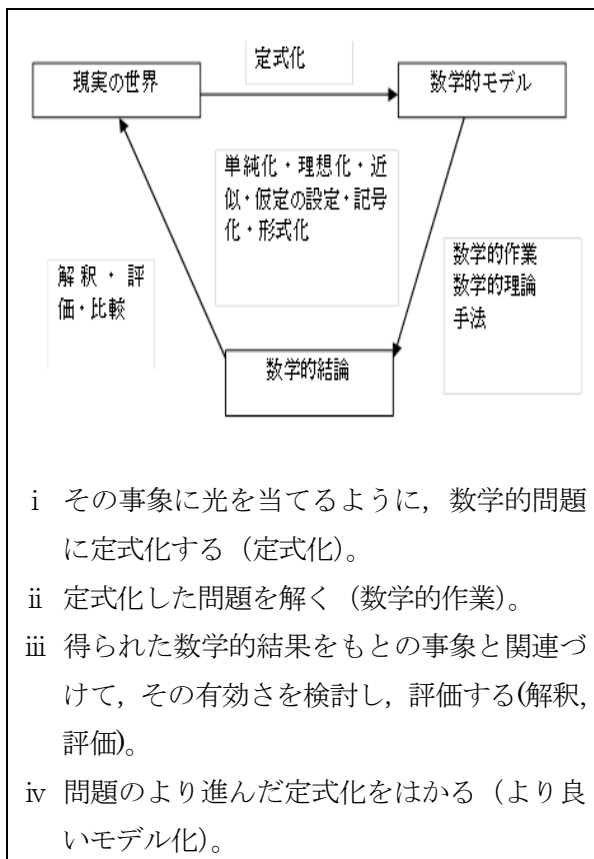 定式化
現実の世界
数学的モデル
単純化・理想化・近
似・仮定の設定・記号
化・形式化
解釈・評
価・比較
数学的作業
数学的理論
手法
数学的結論
ⅰ その事象に光を当てるように，数学的問題
に定式化する（定式化）。
ⅱ 定式化した問題を解く（数学的作業）。
ⅲ 得られた数学的結果をもとの事象と関連づ
けて，その有効さを検討し，評価する(解釈,
評価)。
ⅳ 問題のより進んだ定式化をはかる（より良
いモデル化）。